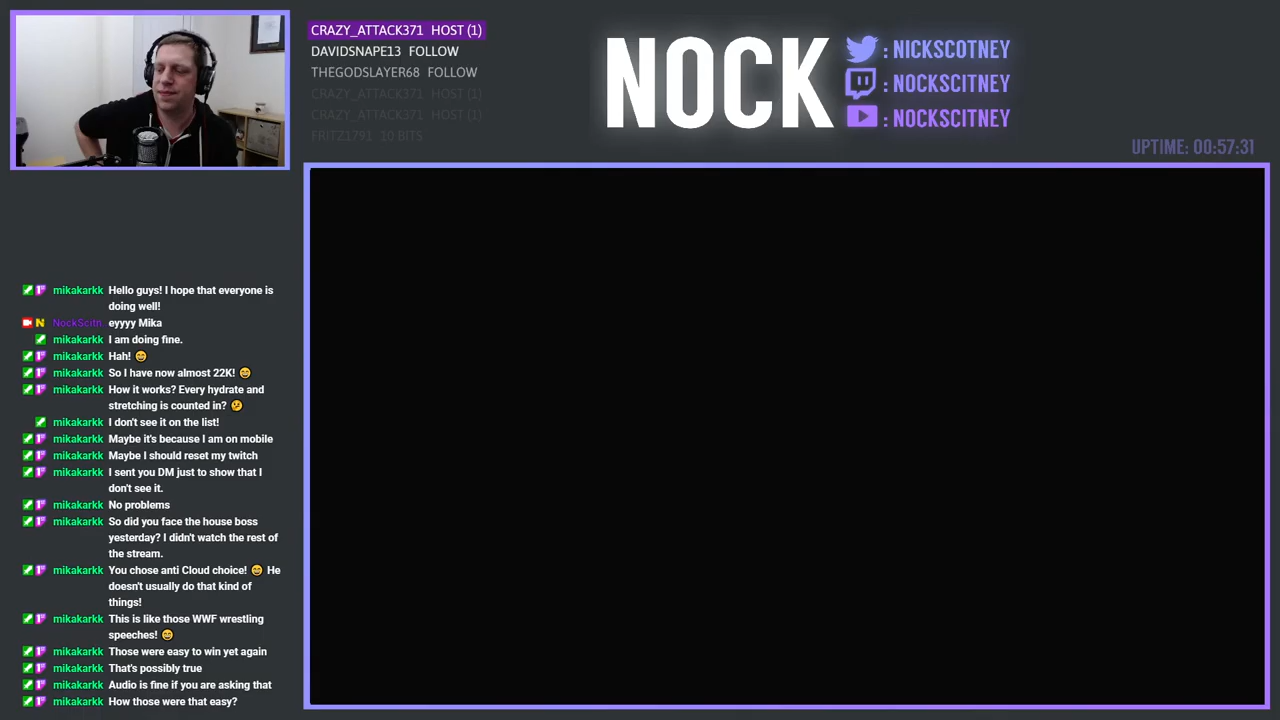 CRAZY_ATTACK371 HOST (1)
DAVIDSNAPE13 FOLLOW
THEGODSLAYER68 FOLLOW
CRAZY_ATTACK371 HOST (1)
CRAZY_ATTACK371 HOST (1)
FRITZ1791 10 BITS
NOCK
: NICKSCOTNEY
: NOCKSCITNEY
: NOCKSCITNEY
UPTIME: 00:57:31
mikakarkk Hello guys! I hope that everyone is
doing well!
NockScitn eyyyy Mika
mikakarkk I am doing fine.
mikakarkk Hah! 😅
mikakarkk So I have now almost 22K! 😅
mikakarkk How it works? Every hydrate and
stretching is counted in? 🤔
mikakarkk I don't see it on the list!
mikakarkk Maybe it's because I am on mobile
mikakarkk Maybe I should reset my twitch
mikakarkk I sent you DM just to show that I
don't see it.
mikakarkk No problems
mikakarkk So did you face the house boss
yesterday? I didn't watch the rest of
the stream.
mikakarkk You chose anti Cloud choice! 😅 He
doesn't usually do that kind of
things!
mikakarkk This is like those WWF wrestling
speeches! 😅
mikakarkk Those were easy to win yet again
mikakarkk That's possibly true
mikakarkk Audio is fine if you are asking that
mikakarkk How those were that easy?